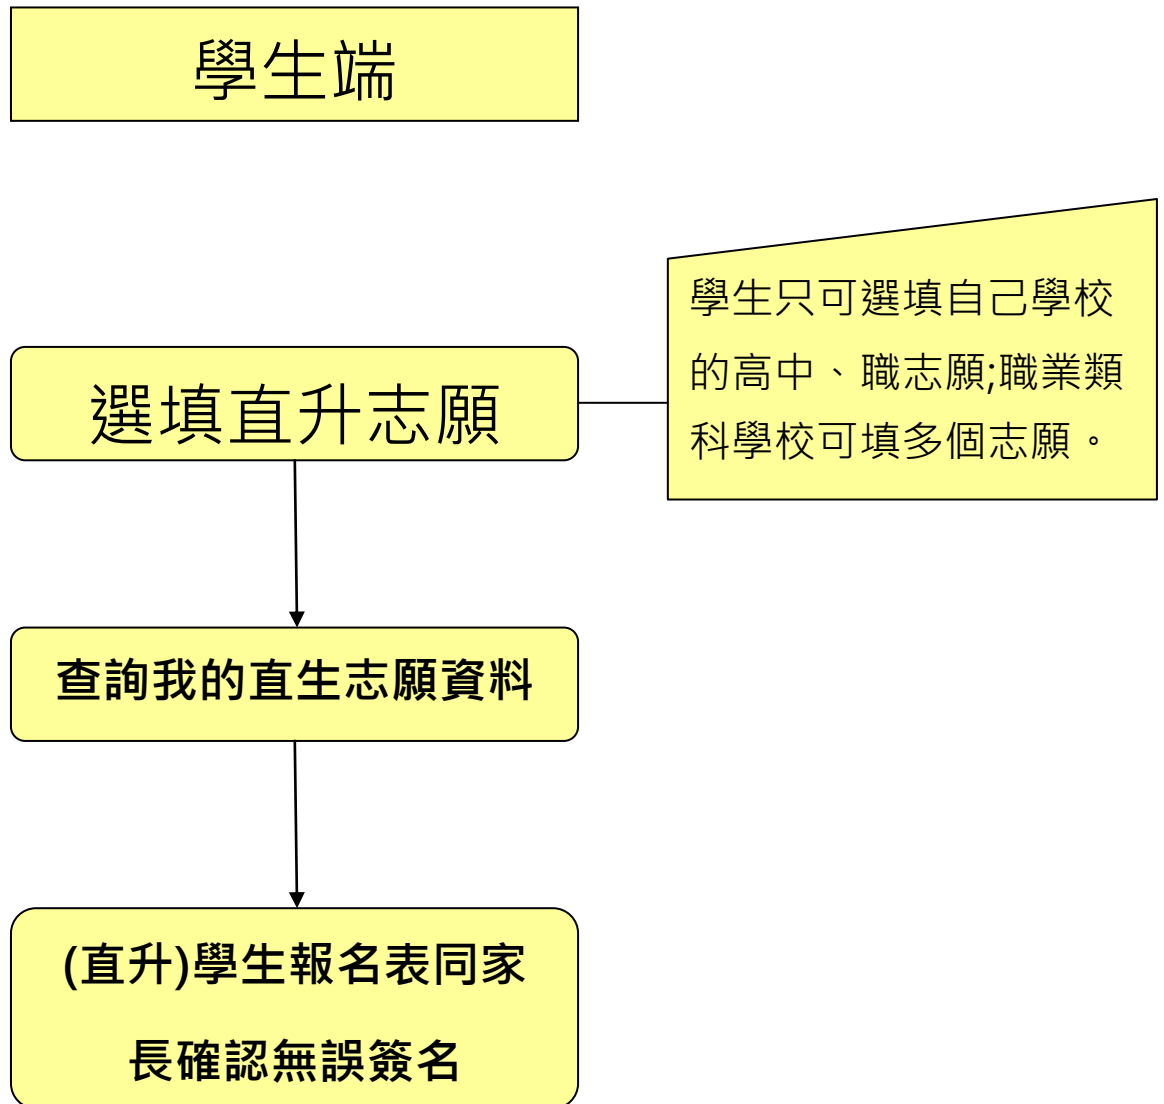 學生端
學生只可選填自己學校
的高中、職志願;職業類
科學校可填多個志願。
選填直升志願
查詢我的直生志願資料
(直升)學生報名表同家
長確認無誤簽名